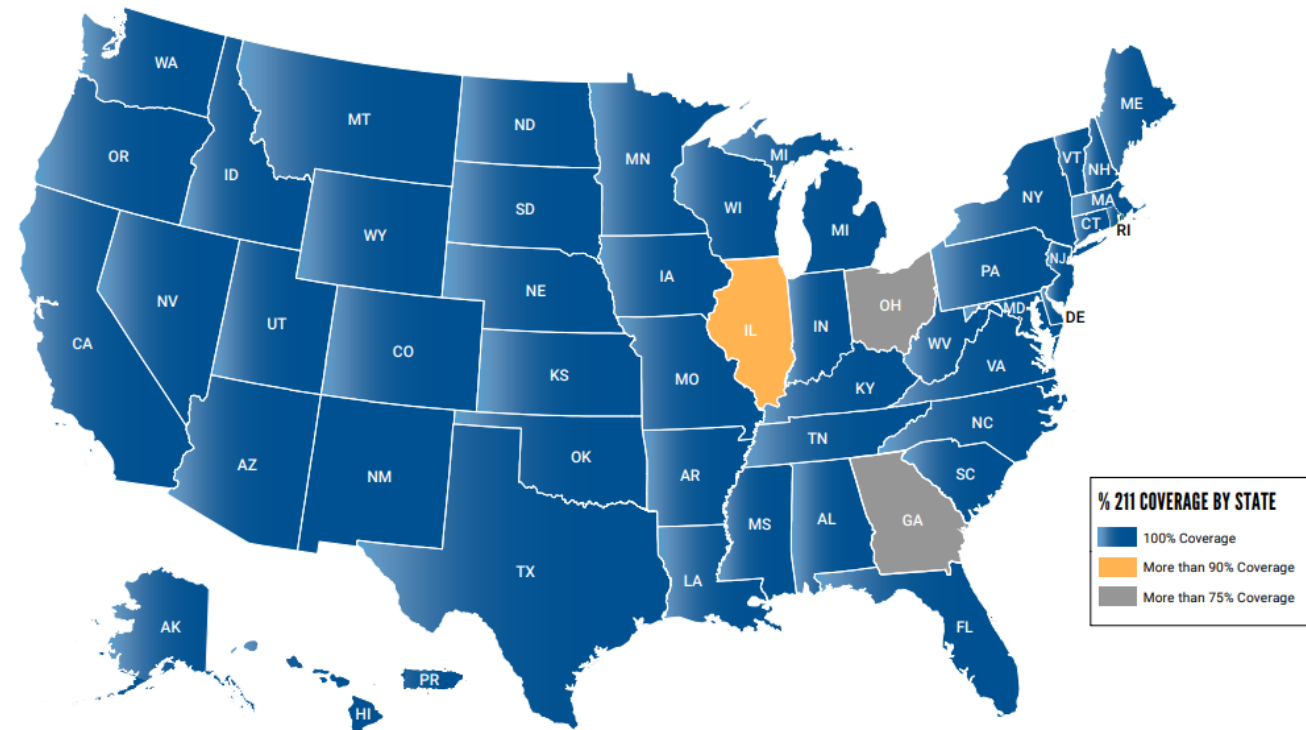 WA
MT
ND
MN
ME
OR
ID
SD
WI
MI
MI
NY
VT
NH
MA
CT
RI
WY
IA
PA
NJ
NV
NE
IL
IN
OH
MD
DE
CA
UT
CO
KS
MO
KY
WV
VA
AZ
NM
OK
AR
TN
NC
SC
MS
AL
GA
TX
LA
FL
AK
HI
PR
% 211 COVERAGE BY STATE
100% Coverage
More than 90% Coverage
More than 75% Coverage